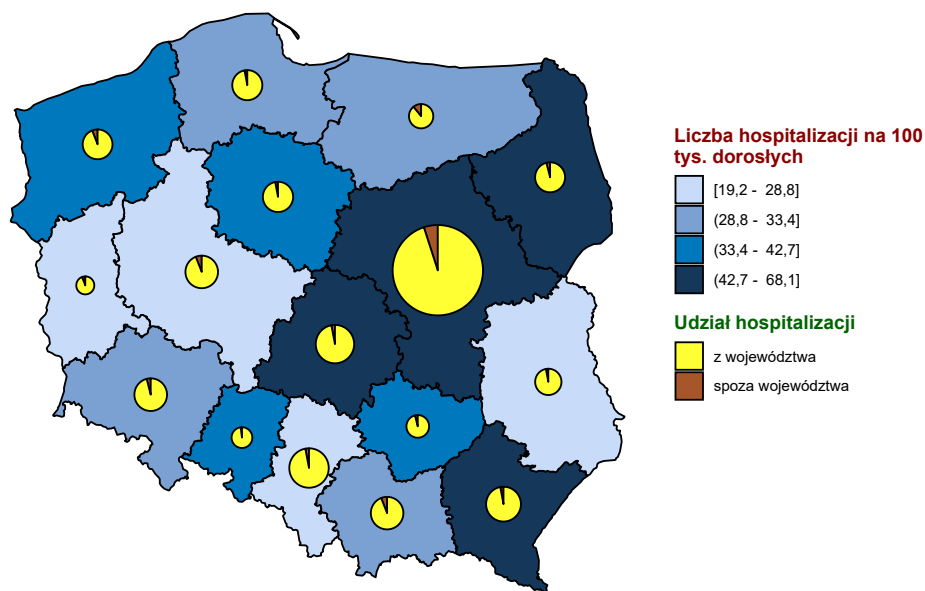 Liczba hospitalizacji na 100
tys. dorosłych
[19,2 - 28,8]
(28,8 - 33,4]
(33,4 - 42,7]
(42,7 - 68,1]
Udział hospitalizacji
z województwa
spoza województwa